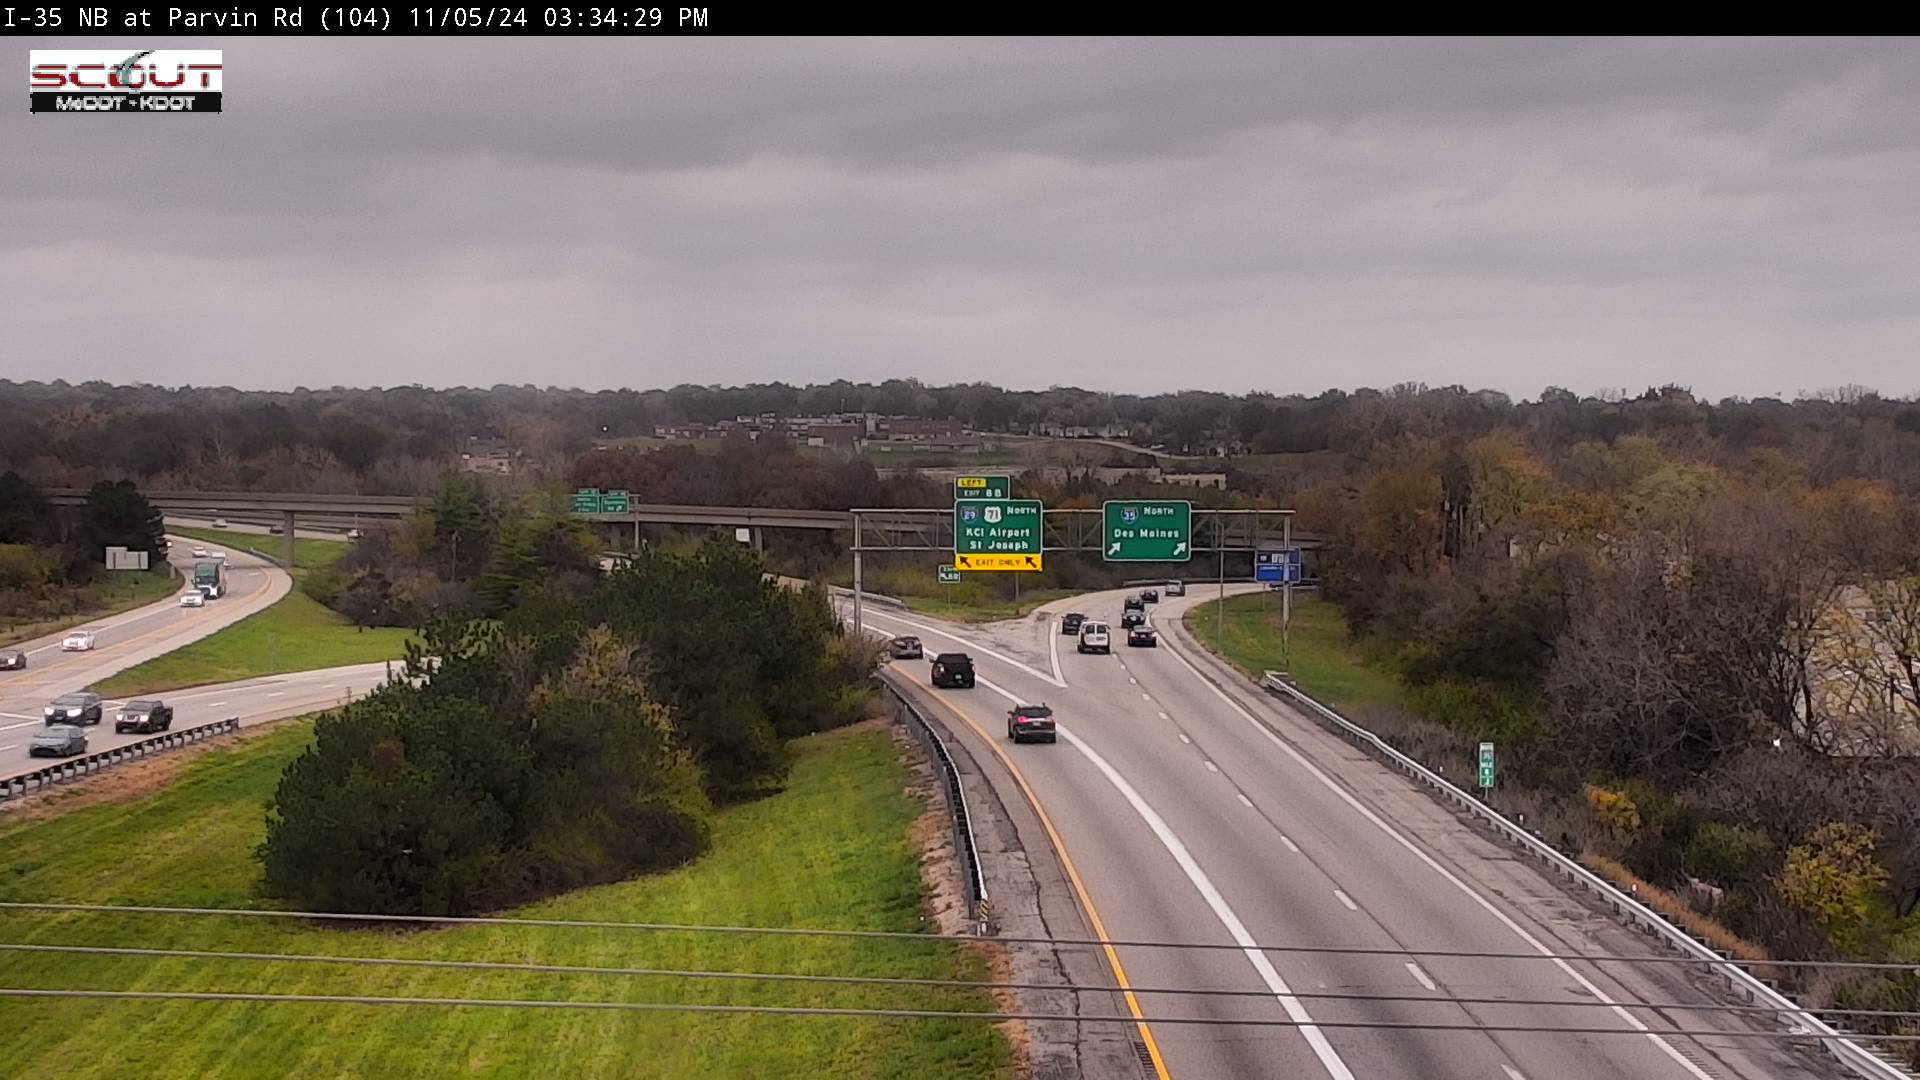 I-35 NB at Parvin Rd (104) 11/05/24 03:34:29 PM
SCOUT
MoDOT - KDOT
LEFT
EXIT 8B
29 71 NORTH
KCI Airport
St Joseph
EXIT ONLY
35 NORTH
Des Moines